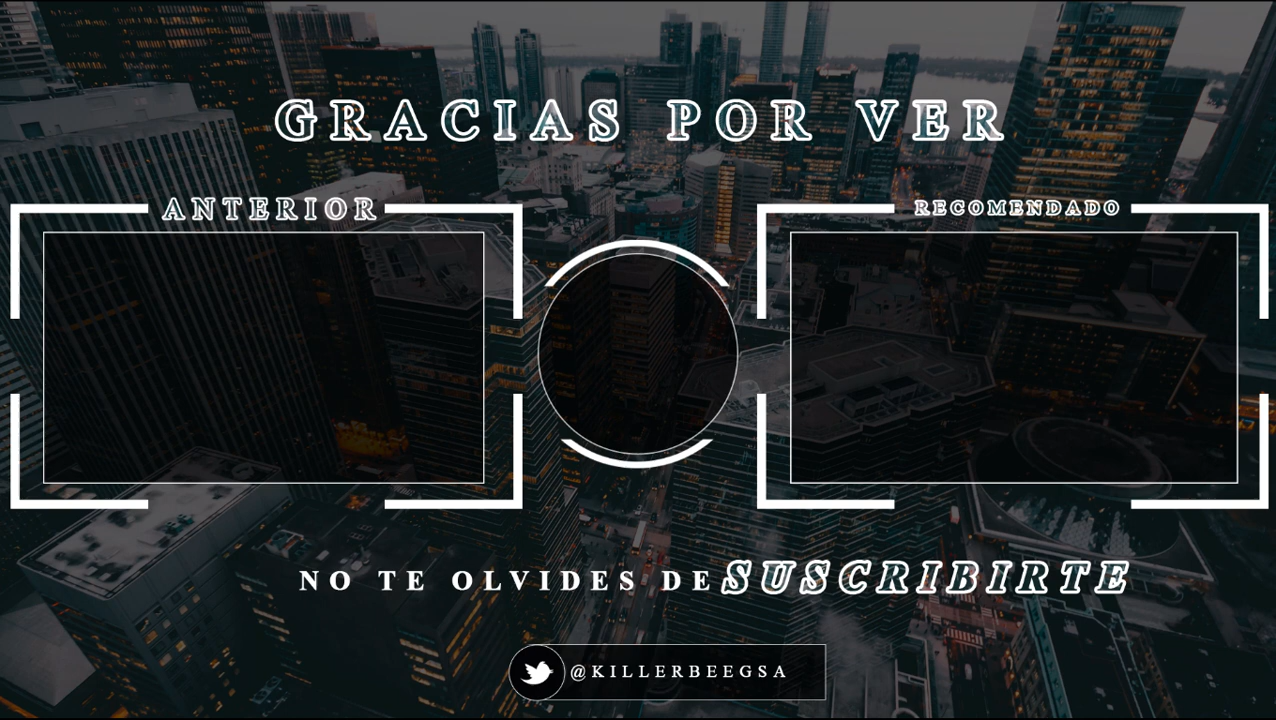 GRACIAS POR VER
ANTERIOR
RECOMENDADO
NO TE OLVIDES DE SUSCRIBIRTE
@KILLERBEEGSA